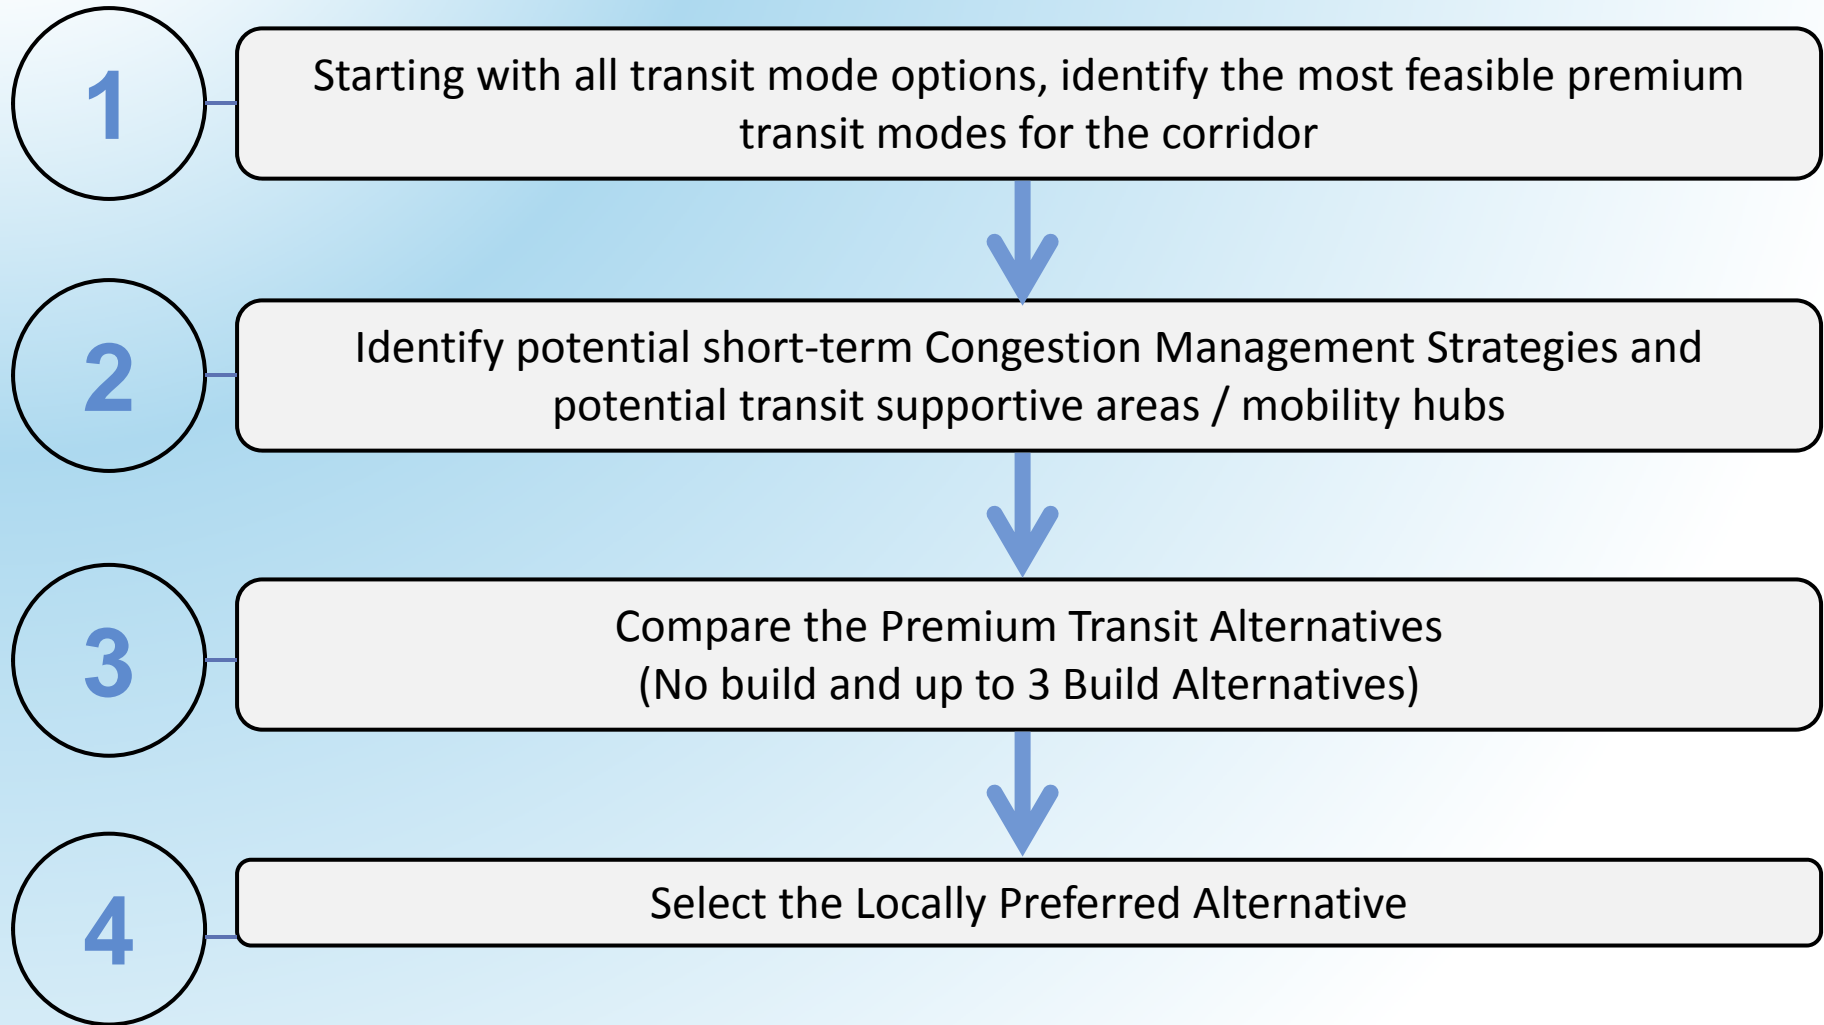 1
Starting with all transit mode options, identify the most feasible premium
transit modes for the corridor
2
Identify potential short-term Congestion Management Strategies and
potential transit supportive areas / mobility hubs
3
Compare the Premium Transit Alternatives
(No build and up to 3 Build Alternatives)
4
Select the Locally Preferred Alternative